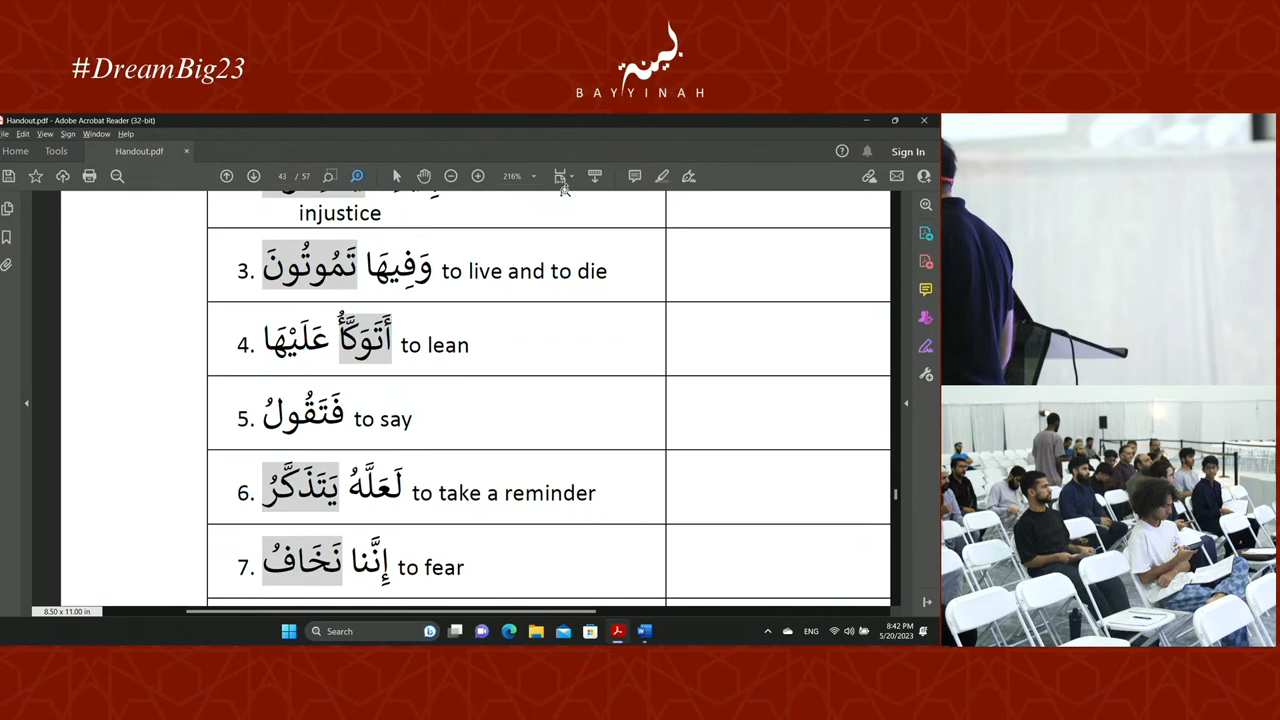 #DreamBig23
بينة
BAYYINAH
Handout.pdf - Adobe Acrobat Reader (32-bit)
ile Edit View Sign Window Help
Home Tools Handout.pdf × Sign In
43 / 57 216%
injustice
3. وَفِيهَا تَمُوتُونَ to live and to die
4. أَتَوَكَّأُ عَلَيْهَا to lean
5. فَتَقُولُ to say
6. لَعَلَّهُ يَتَذَكَّرُ to take a reminder
7. إِنَّنا نَخَافُ to fear
8.50 x 11.00 in
Search
ENG
8:42 PM
5/20/2023